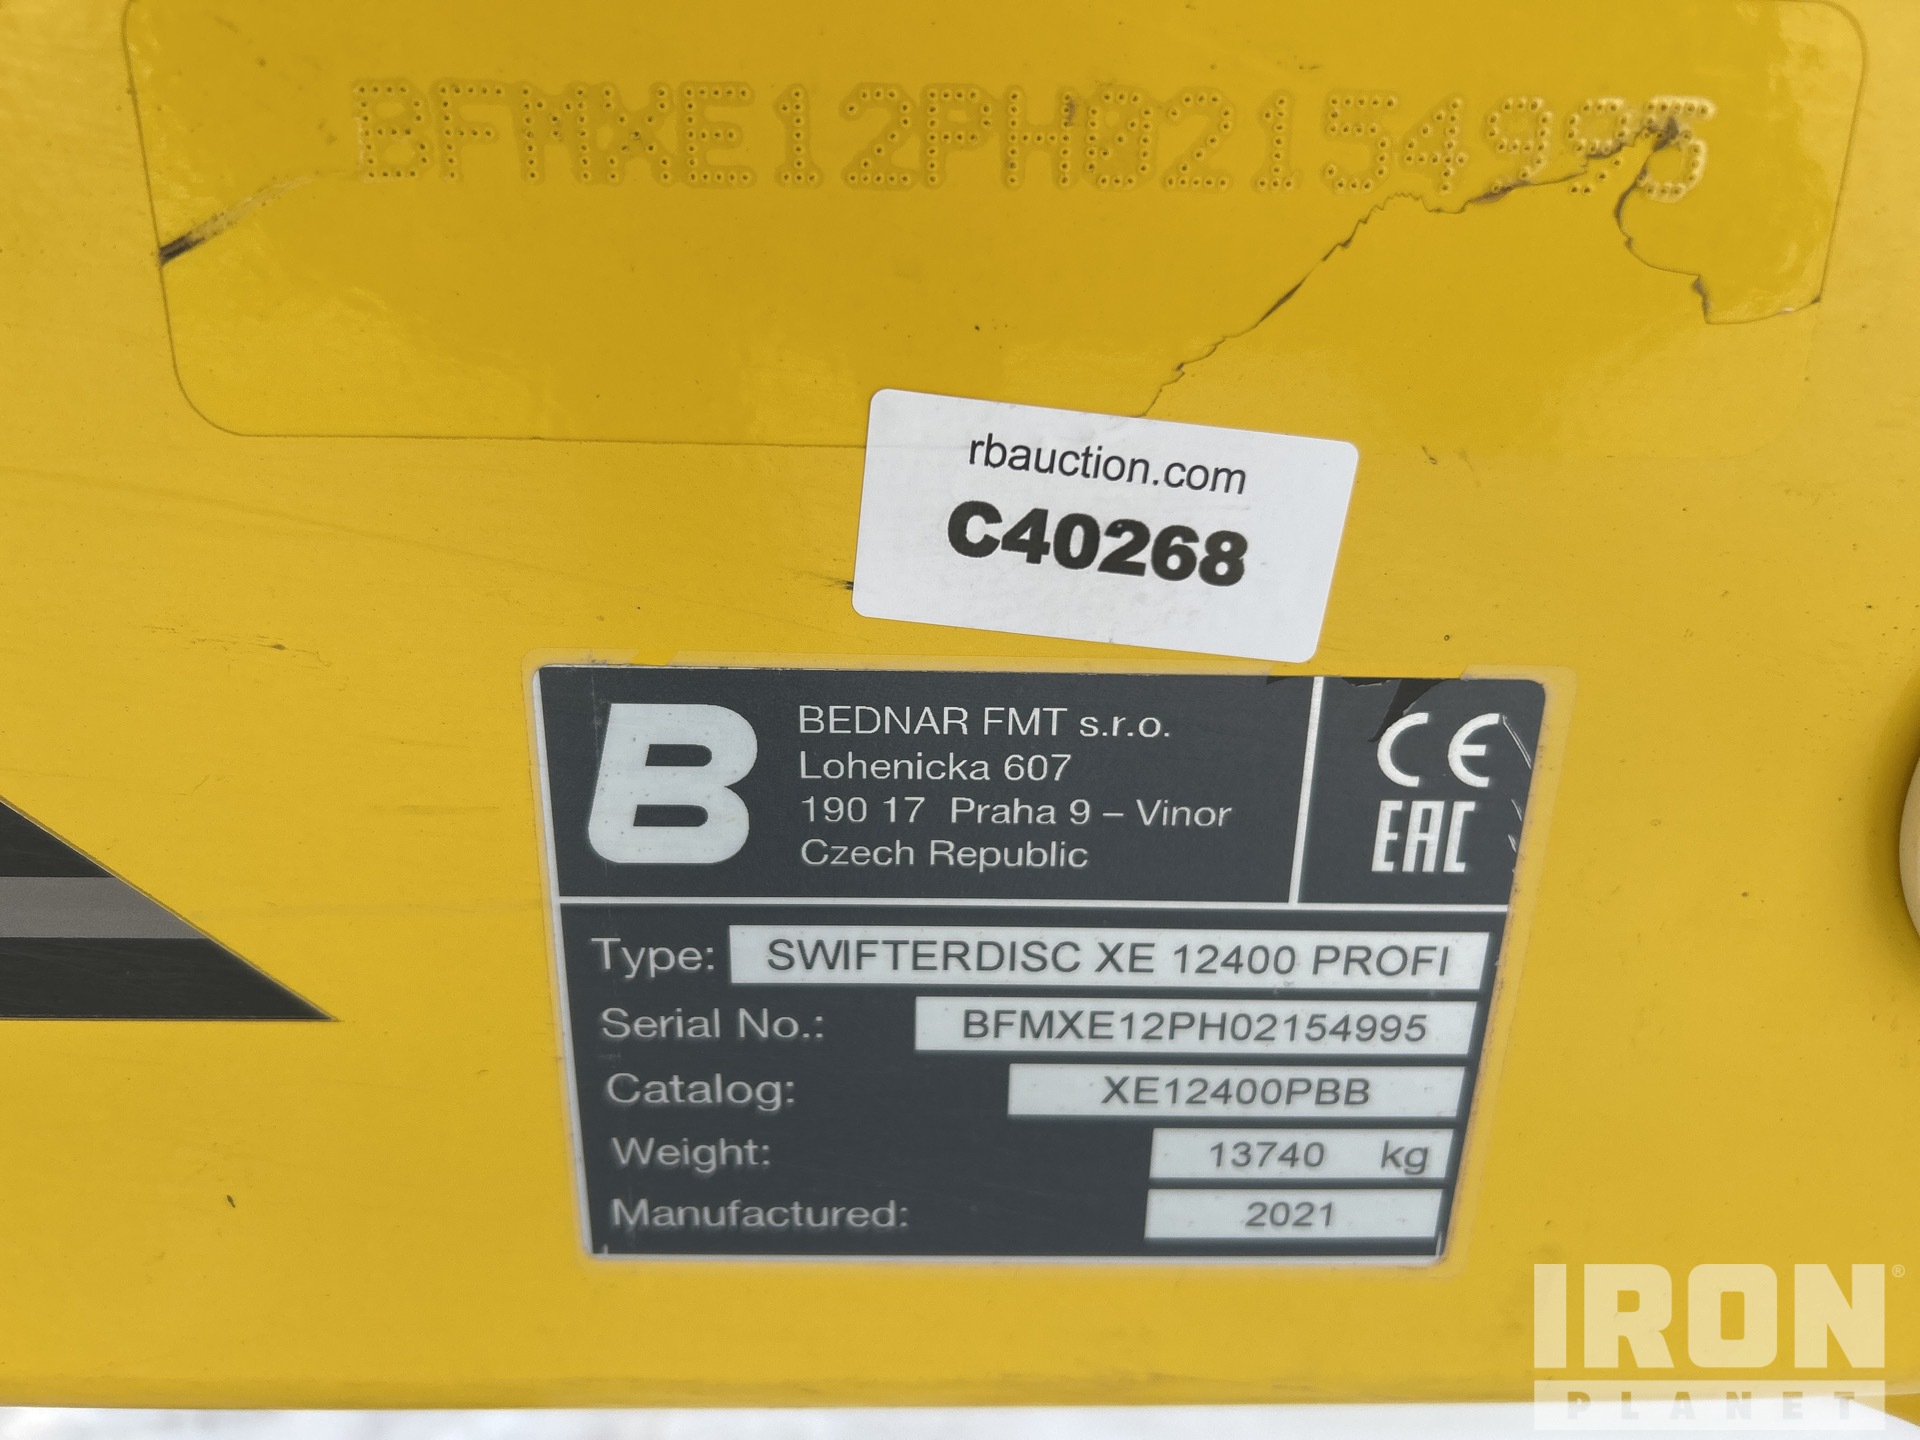 BFMXE12PH02154995
rbauction.com
C40268
B
BEDNAR FMT s.r.o.
Lohenicka 607
190 17 Praha 9 – Vinor
Czech Republic
CE
EAC
Type: SWIFTERDISC XE 12400 PROFI
Serial No.: BFMXE12PH02154995
Catalog: XE12400PBB
Weight: 13740 kg
Manufactured: 2021
IRON®
PLANET